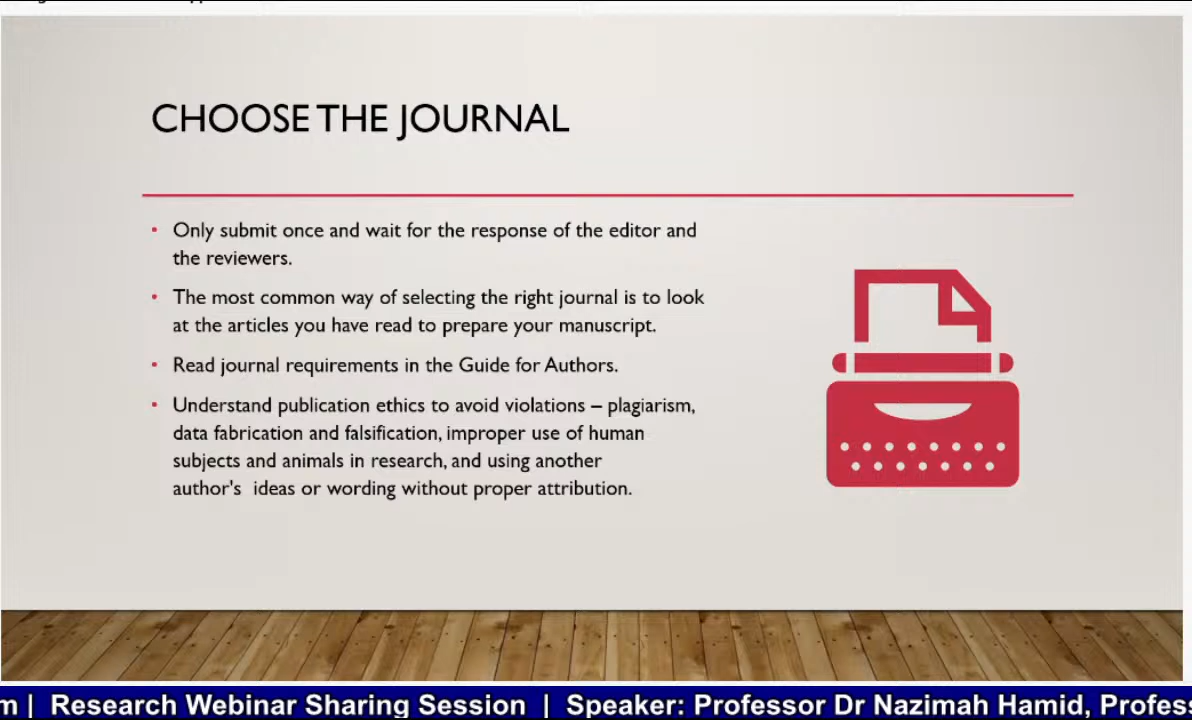 CHOOSE THE JOURNAL
• Only submit once and wait for the response of the editor and
the reviewers.
• The most common way of selecting the right journal is to look
at the articles you have read to prepare your manuscript.
• Read journal requirements in the Guide for Authors.
• Understand publication ethics to avoid violations – plagiarism,
data fabrication and falsification, improper use of human
subjects and animals in research, and using another
author's  ideas or wording without proper attribution.
m | Research Webinar Sharing Session | Speaker: Professor Dr Nazimah Hamid, Profess